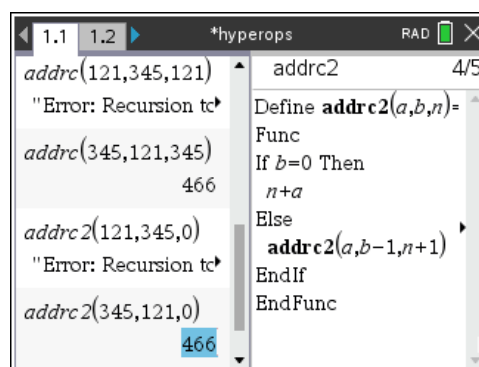 1.1 1.2 *hyperops RAD
addrc(121,345,121)
"Error: Recursion to
addrc(345,121,345)
466
addrc2(121,345,0)
"Error: Recursion to
addrc2(345,121,0)
466
addrc2 4/5
Define addrc2(a,b,n)=
Func
If b=0 Then
n+a
Else
addrc2(a,b-1,n+1)
EndIf
EndFunc